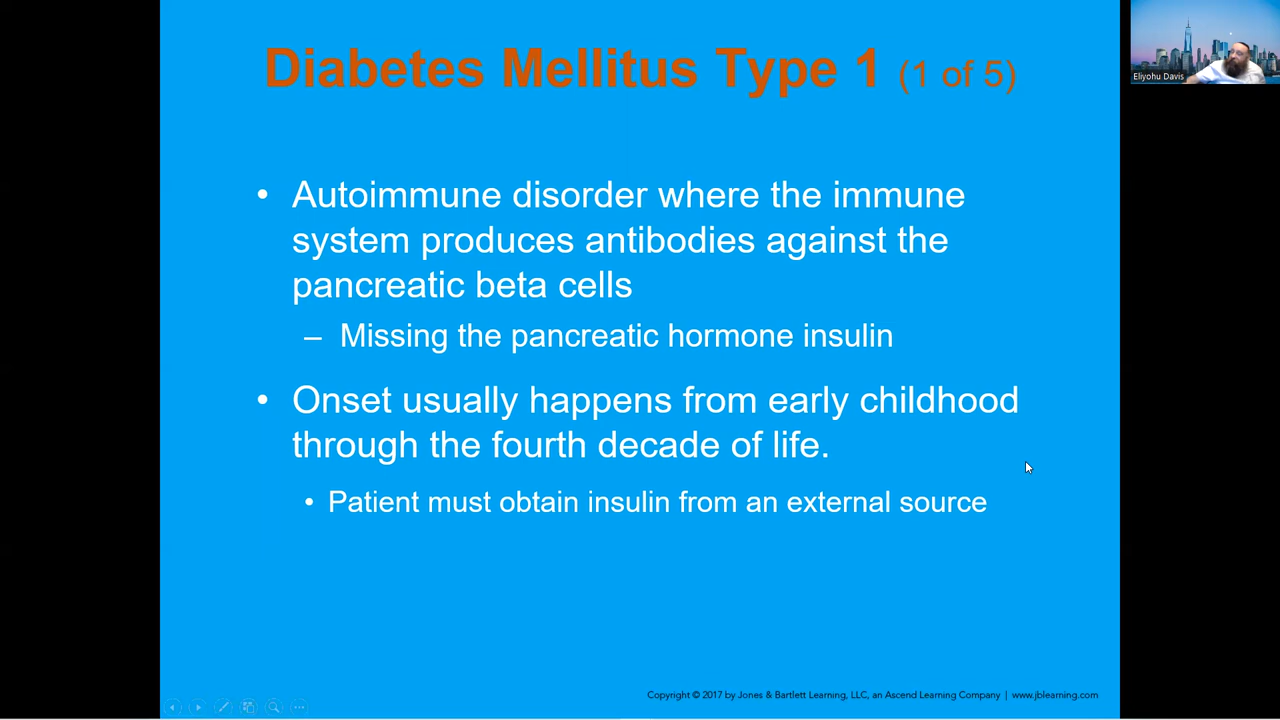 Diabetes Mellitus Type 1 (1 of 5)
• Autoimmune disorder where the immune
system produces antibodies against the
pancreatic beta cells
– Missing the pancreatic hormone insulin
• Onset usually happens from early childhood
through the fourth decade of life.
• Patient must obtain insulin from an external source
Copyright © 2017 by Jones & Bartlett Learning, LLC, an Ascend Learning Company | www.jblearning.com
Eliyohu Davis